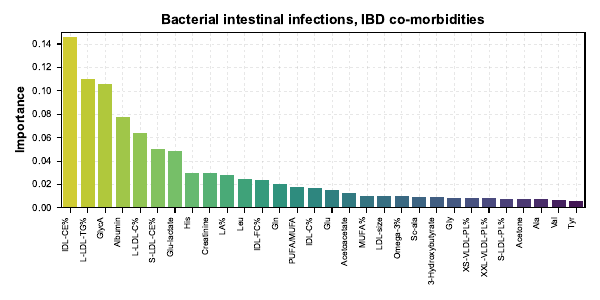 Bacterial intestinal infections, IBD co-morbidities
Importance
0.14
0.12
0.10
0.08
0.06
0.04
0.02
0.00
IDL-CE%
L-LDL-TG%
GlycA
Albumin
L-LDL-C%
S-LDL-CE%
Glu-lactate
His
Creatinine
LA%
Leu
IDL-FC%
Gln
PUFA/MUFA
IDL-C%
Glu
Acetoacetate
MUFA%
LDL-size
Omega-3%
Sc-ala
3-Hydroxybutyrate
Gly
XS-VLDL-PL%
XXL-VLDL-PL%
S-LDL-PL%
Acetone
Ala
Val
Tyr